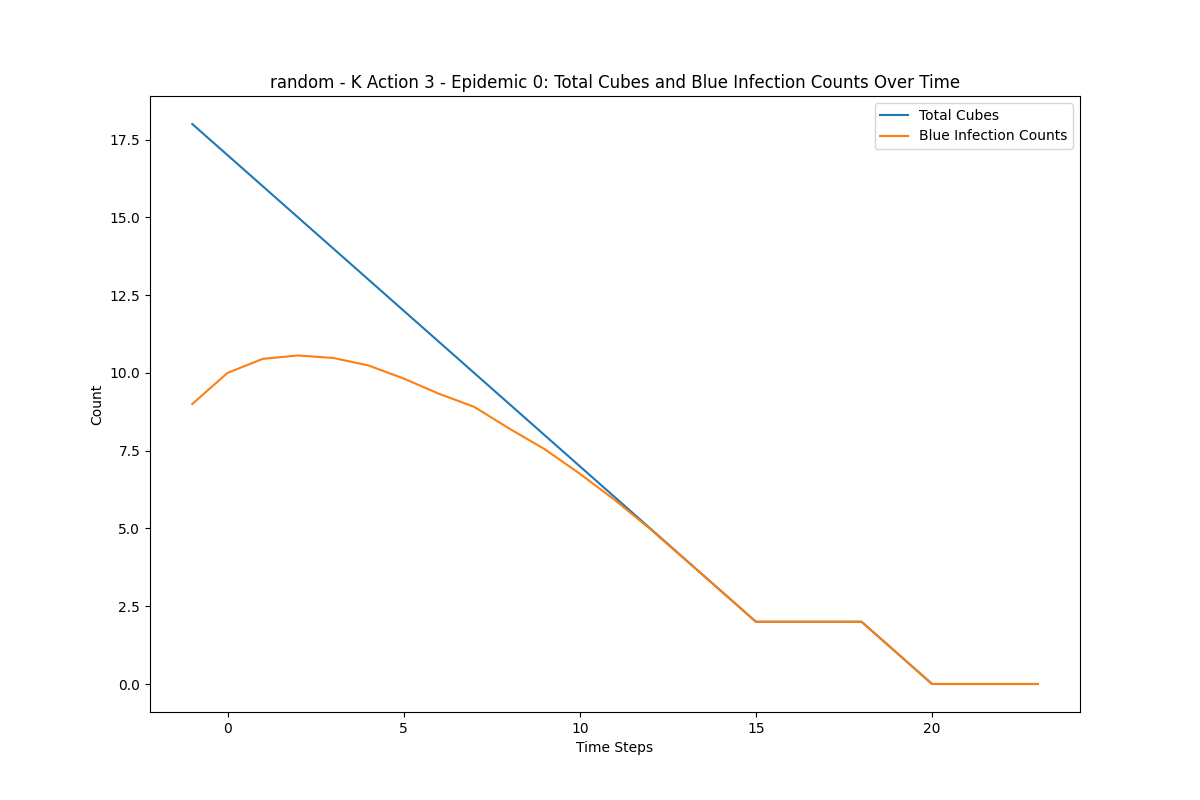 random - K Action 3 - Epidemic 0: Total Cubes and Blue Infection Counts Over Time
Total Cubes
Blue Infection Counts
17.5
15.0
12.5
10.0
7.5
5.0
2.5
0.0
Count
0 5 10 15 20
Time Steps